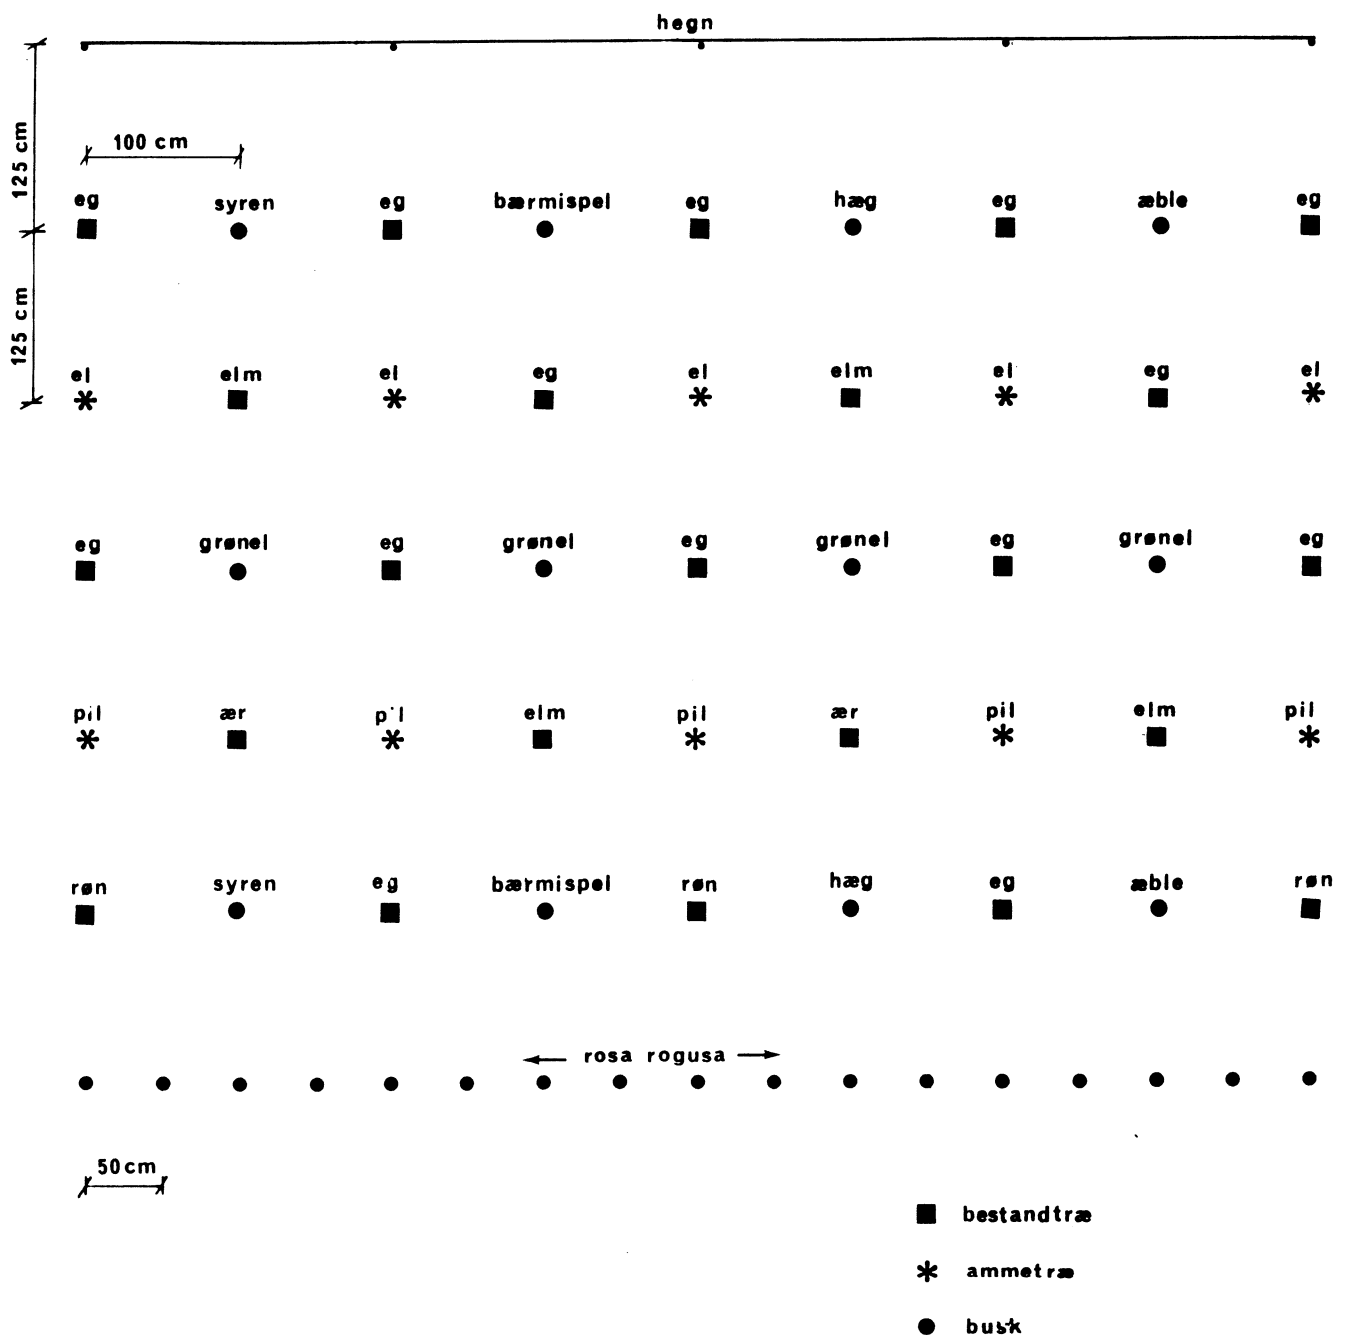 hegn
125 cm
100 cm
eg syren eg bærmispel eg hæg eg æble eg
125 cm
el elm el eg el elm el eg el
eg grønel eg grønel eg grønel eg grønel eg
pil ær pil elm pil ær pil elm pil
røn syren eg bærmispel røn hæg eg æble røn
rosa rogusa
50 cm
bestandtræ
ammetræ
busk